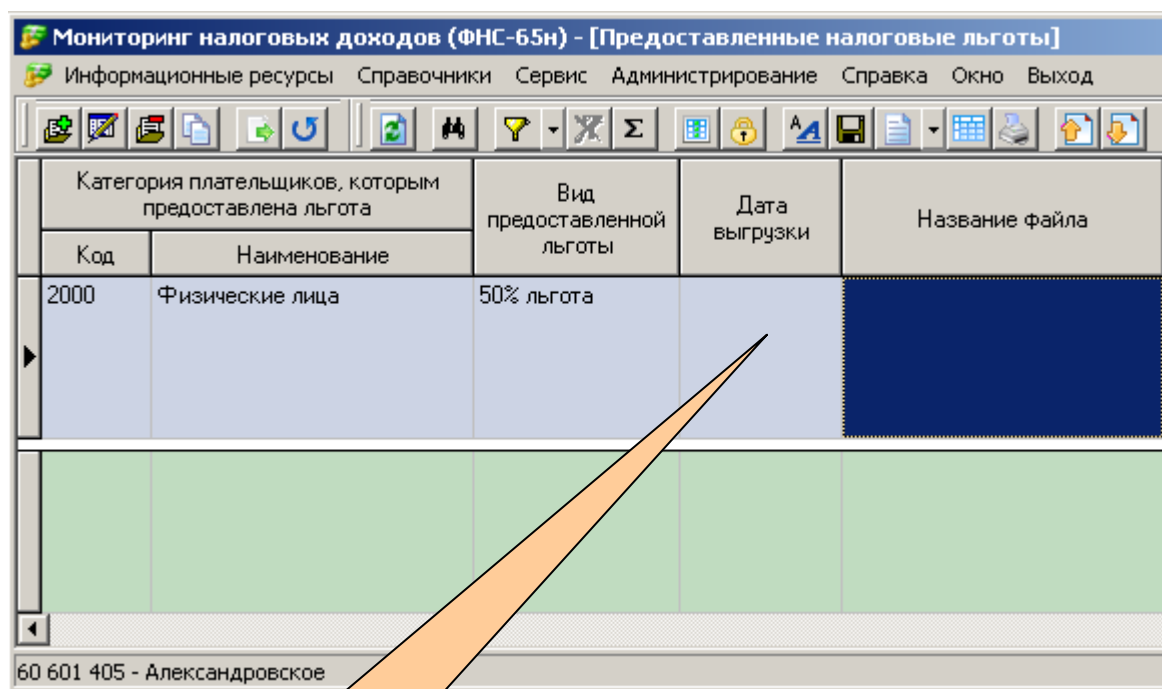 Мониторинг налоговых доходов (ФНС-65н) - [Предоставленные налоговые льготы]
Информационные ресурсы Справочники Сервис Администрирование Справка Окно Выход
Категория плательщиков, которым
предоставлена льгота
Вид
предоставленной
льготы
Дата
выгрузки
Название файла
Код Наименование
2000 Физические лица 50% льгота
60 601 405 - Александровское